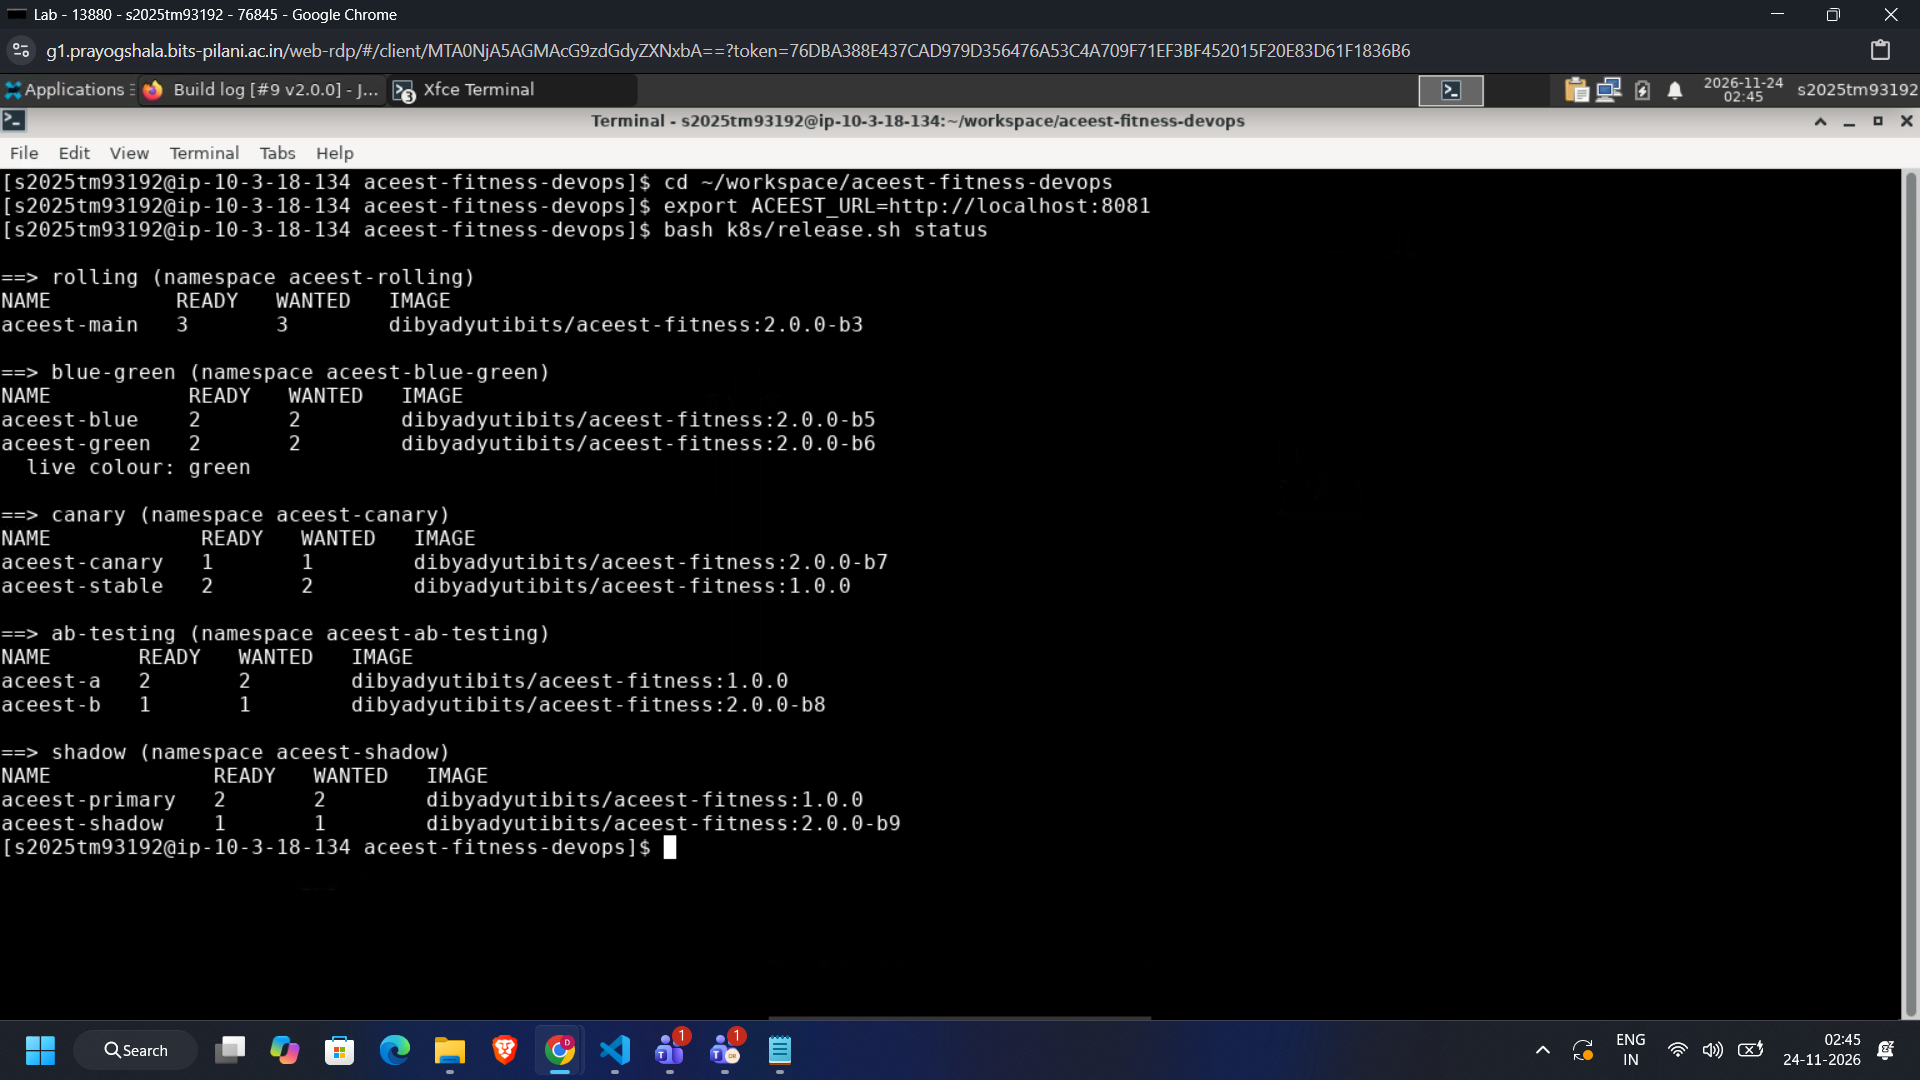 Lab - 13880 - s2025tm93192 - 76845 - Google Chrome
g1.prayogshala.bits-pilani.ac.in/web-rdp/#/client/MTA0NjA5AGMAcG9zdGdyZXNxbA==?token=76DBA388E437CAD979D356476A53C4A709F71EF3BF452015F20E83D61F1836B6
Applications Build log [#9 v2.0.0] - J... 3 Xfce Terminal 2026-11-24 s2025tm93192
02:45
Terminal - s2025tm93192@ip-10-3-18-134:~/workspace/aceest-fitness-devops
File Edit View Terminal Tabs Help
[s2025tm93192@ip-10-3-18-134 aceest-fitness-devops]$ cd ~/workspace/aceest-fitness-devops
[s2025tm93192@ip-10-3-18-134 aceest-fitness-devops]$ export ACEEST_URL=http://localhost:8081
[s2025tm93192@ip-10-3-18-134 aceest-fitness-devops]$ bash k8s/release.sh status
==> rolling (namespace aceest-rolling)
NAME READY WANTED IMAGE
aceest-main 3 3 dibyadyutibits/aceest-fitness:2.0.0-b3
==> blue-green (namespace aceest-blue-green)
NAME READY WANTED IMAGE
aceest-blue 2 2 dibyadyutibits/aceest-fitness:2.0.0-b5
aceest-green 2 2 dibyadyutibits/aceest-fitness:2.0.0-b6
live colour: green
==> canary (namespace aceest-canary)
NAME READY WANTED IMAGE
aceest-canary 1 1 dibyadyutibits/aceest-fitness:2.0.0-b7
aceest-stable 2 2 dibyadyutibits/aceest-fitness:1.0.0
==> ab-testing (namespace aceest-ab-testing)
NAME READY WANTED IMAGE
aceest-a 2 2 dibyadyutibits/aceest-fitness:1.0.0
aceest-b 1 1 dibyadyutibits/aceest-fitness:2.0.0-b8
==> shadow (namespace aceest-shadow)
NAME READY WANTED IMAGE
aceest-primary 2 2 dibyadyutibits/aceest-fitness:1.0.0
aceest-shadow 1 1 dibyadyutibits/aceest-fitness:2.0.0-b9
[s2025tm93192@ip-10-3-18-134 aceest-fitness-devops]$
Search D 1 1 ENG 02:45
IN 24-11-2026